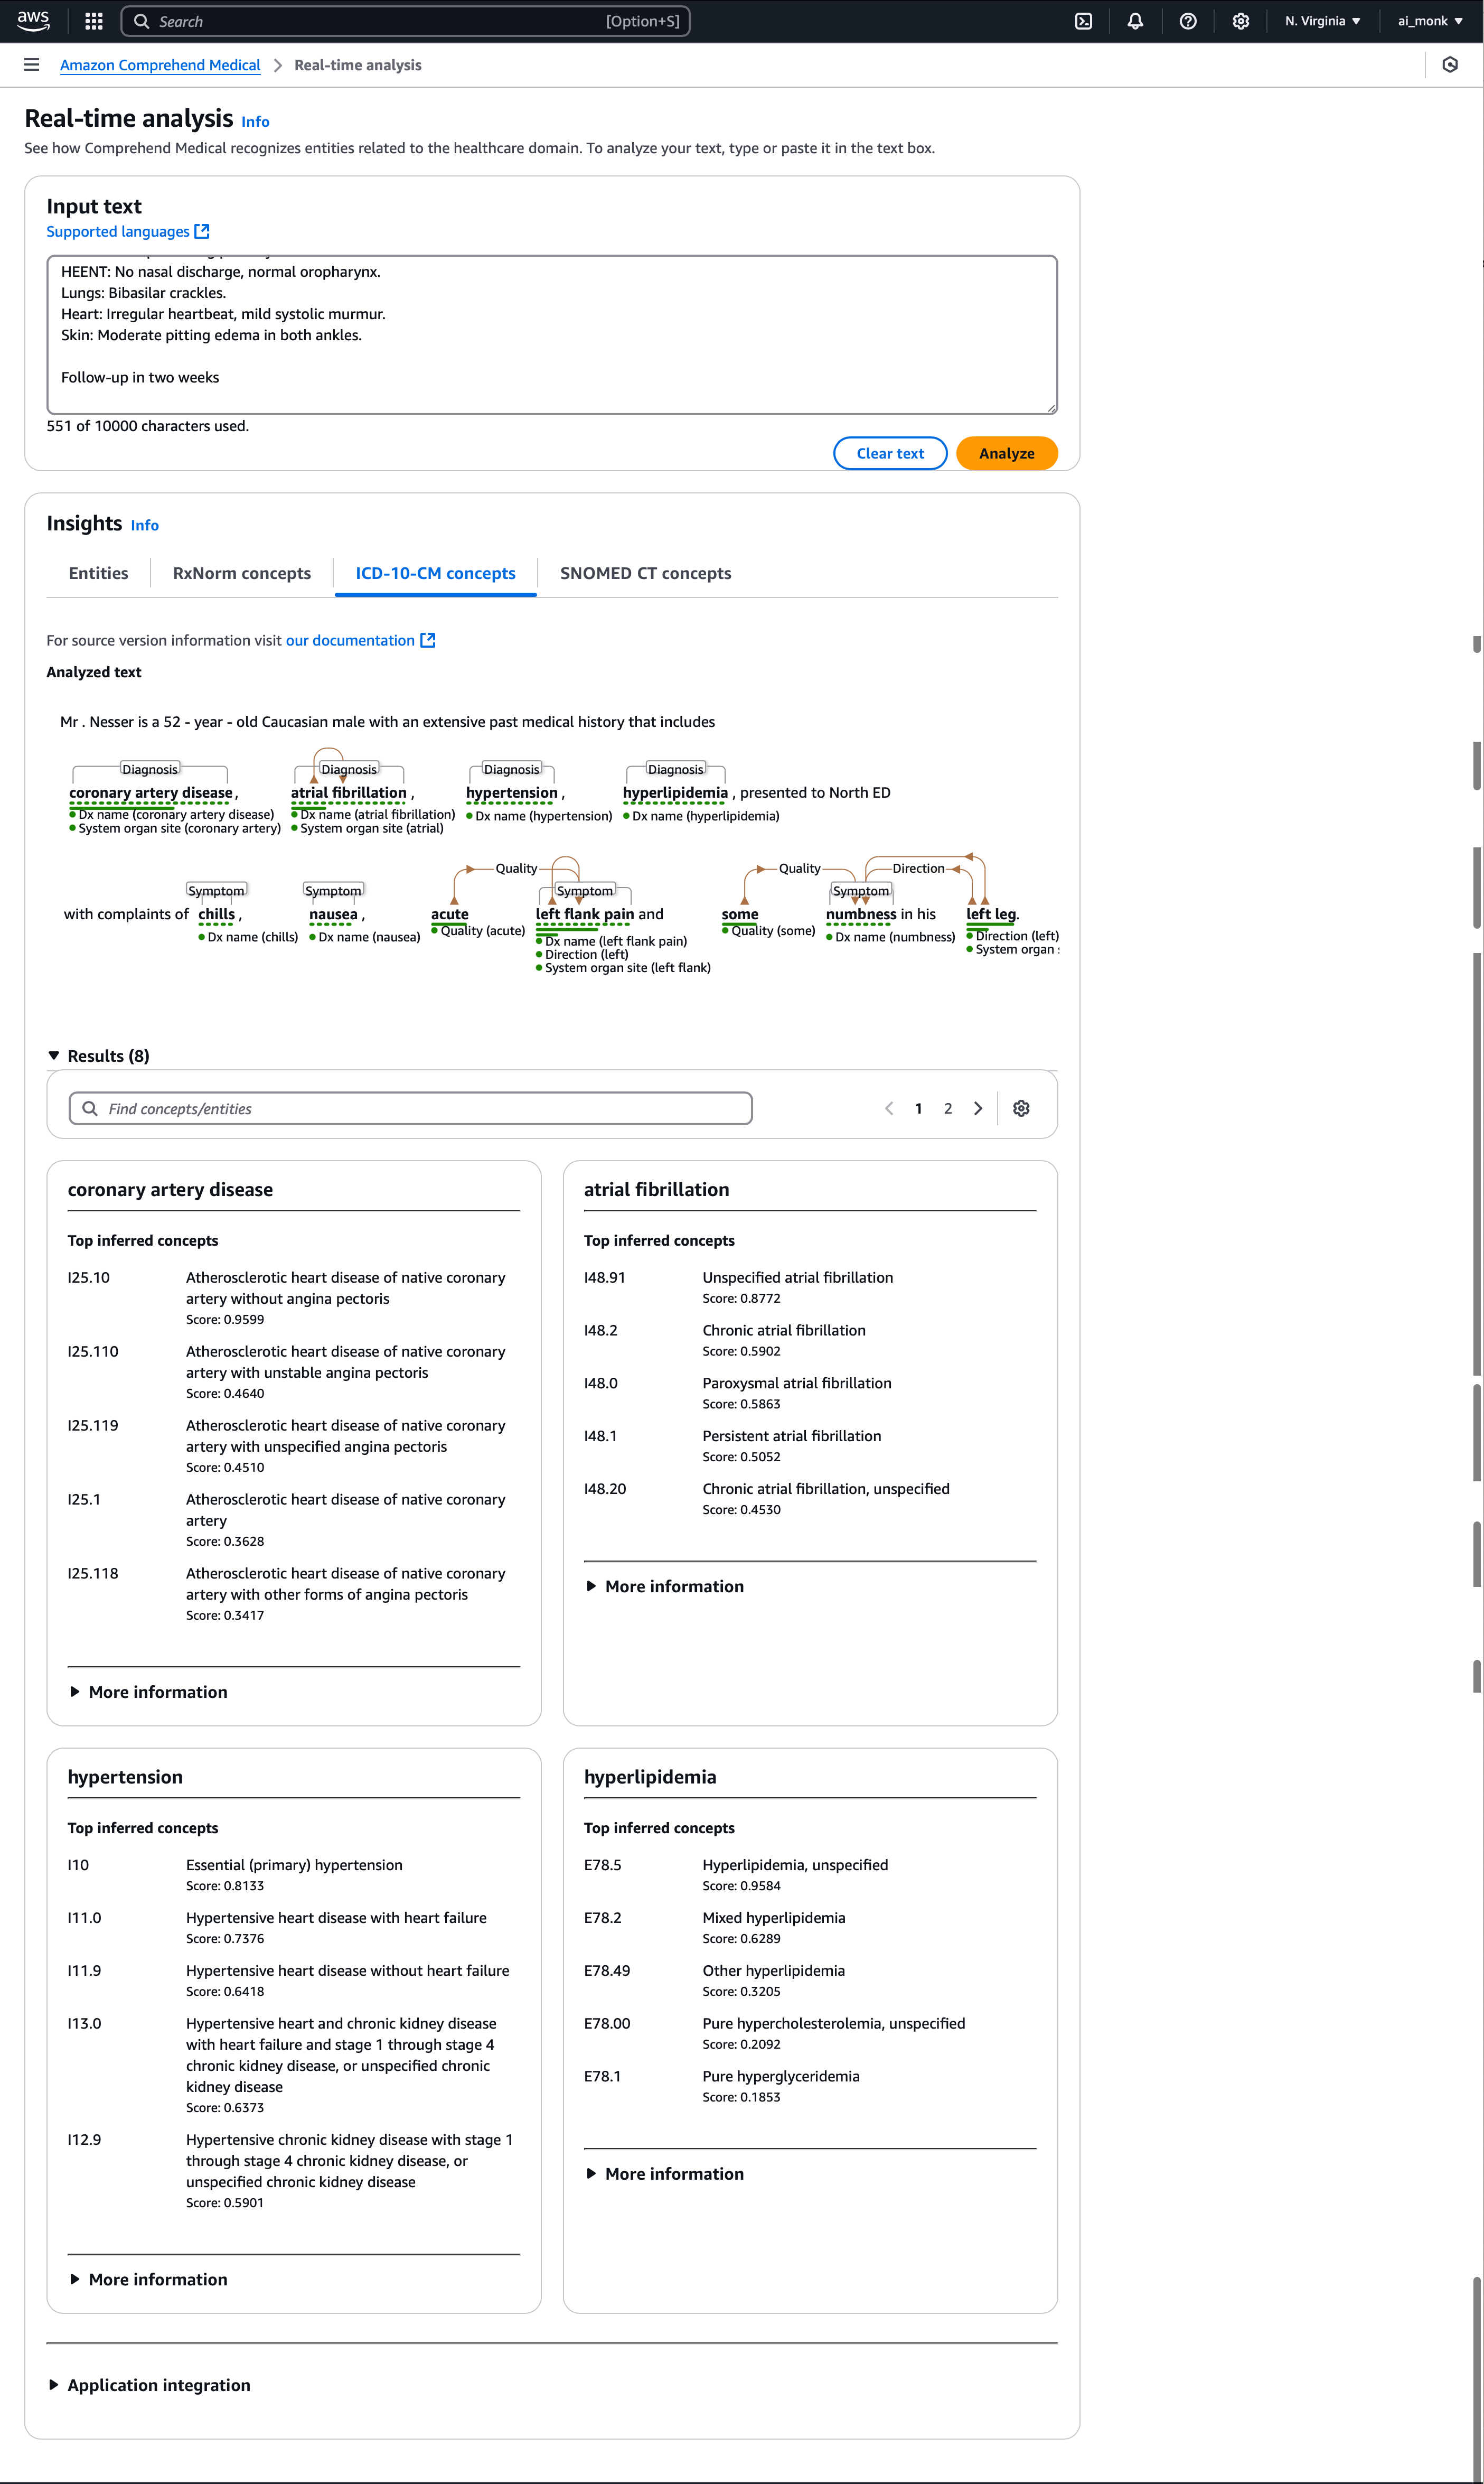 aws
Search [Option+S]
N. Virginia ai_monk
Amazon Comprehend Medical Real-time analysis
Real-time analysis Info
See how Comprehend Medical recognizes entities related to the healthcare domain. To analyze your text, type or paste it in the text box.
Input text
Supported languages
HEENT: No nasal discharge, normal oropharynx.
Lungs: Bibasilar crackles.
Heart: Irregular heartbeat, mild systolic murmur.
Skin: Moderate pitting edema in both ankles.
Follow-up in two weeks
551 of 10000 characters used.
Clear text Analyze
Insights Info
Entities RxNorm concepts ICD-10-CM concepts SNOMED CT concepts
For source version information visit our documentation
Analyzed text
Mr . Nesser is a 52 - year - old Caucasian male with an extensive past medical history that includes
Diagnosis Diagnosis Diagnosis Diagnosis
coronary artery disease , atrial fibrillation , hypertension , hyperlipidemia , presented to North ED
Dx name (coronary artery disease) Dx name (atrial fibrillation) Dx name (hypertension) Dx name (hyperlipidemia)
System organ site (coronary artery) System organ site (atrial)
Quality Quality Direction
Symptom Symptom Symptom Symptom
with complaints of chills , nausea , acute left flank pain and some numbness in his left leg.
Dx name (chills) Dx name (nausea) Quality (acute) Dx name (left flank pain) Quality (some) Dx name (numbness) Direction (left)
Direction (left) System organ
System organ site (left flank)
Results (8)
Find concepts/entities 1 2
coronary artery disease
Top inferred concepts
I25.10 Atherosclerotic heart disease of native coronary
artery without angina pectoris
Score: 0.9599
I25.110 Atherosclerotic heart disease of native coronary
artery with unstable angina pectoris
Score: 0.4640
I25.119 Atherosclerotic heart disease of native coronary
artery with unspecified angina pectoris
Score: 0.4510
I25.1 Atherosclerotic heart disease of native coronary
artery
Score: 0.3628
I25.118 Atherosclerotic heart disease of native coronary
artery with other forms of angina pectoris
Score: 0.3417
More information
atrial fibrillation
Top inferred concepts
I48.91 Unspecified atrial fibrillation
Score: 0.8772
I48.2 Chronic atrial fibrillation
Score: 0.5902
I48.0 Paroxysmal atrial fibrillation
Score: 0.5863
I48.1 Persistent atrial fibrillation
Score: 0.5052
I48.20 Chronic atrial fibrillation, unspecified
Score: 0.4530
More information
hypertension
Top inferred concepts
I10 Essential (primary) hypertension
Score: 0.8133
I11.0 Hypertensive heart disease with heart failure
Score: 0.7376
I11.9 Hypertensive heart disease without heart failure
Score: 0.6418
I13.0 Hypertensive heart and chronic kidney disease
with heart failure and stage 1 through stage 4
chronic kidney disease, or unspecified chronic
kidney disease
Score: 0.6373
I12.9 Hypertensive chronic kidney disease with stage 1
through stage 4 chronic kidney disease, or
unspecified chronic kidney disease
Score: 0.5901
More information
hyperlipidemia
Top inferred concepts
E78.5 Hyperlipidemia, unspecified
Score: 0.9584
E78.2 Mixed hyperlipidemia
Score: 0.6289
E78.49 Other hyperlipidemia
Score: 0.3205
E78.00 Pure hypercholesterolemia, unspecified
Score: 0.2092
E78.1 Pure hyperglyceridemia
Score: 0.1853
More information
Application integration